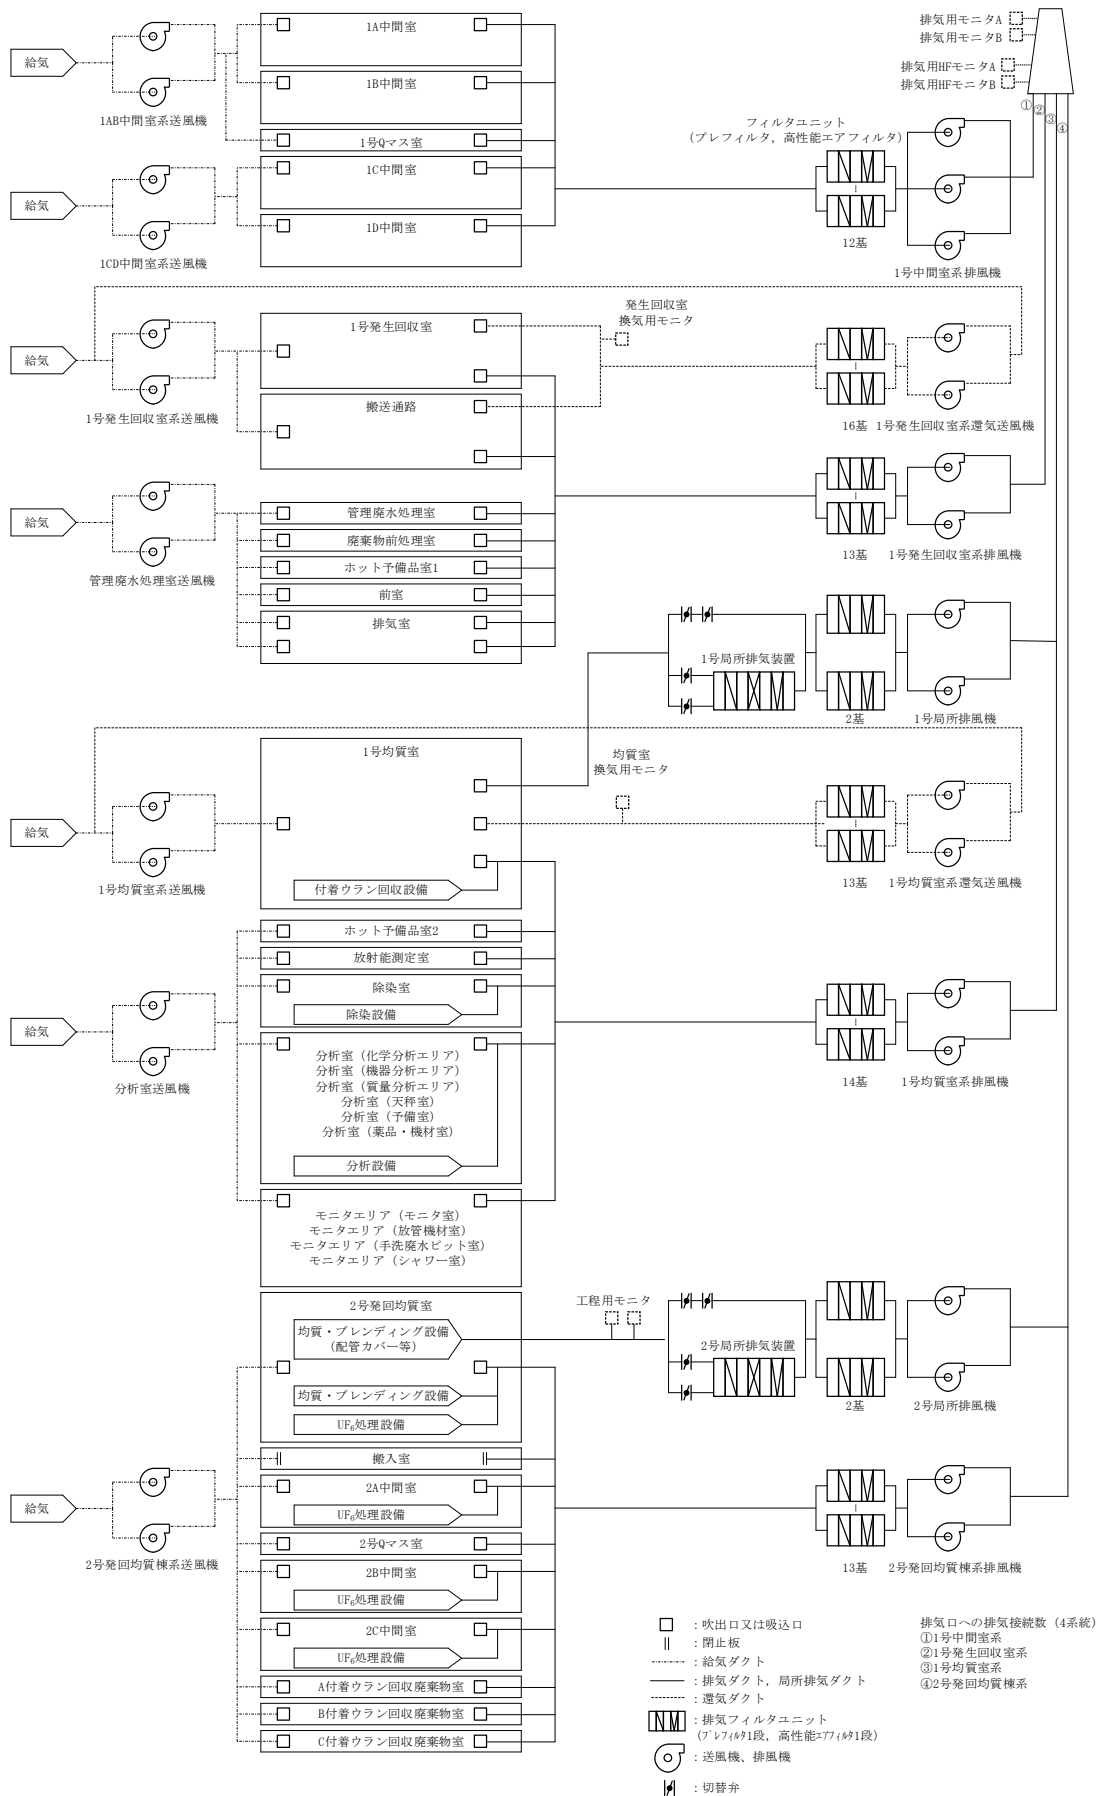 排気用モニタA
排気用モニタB
排気用HFモニタA
排気用HFモニタB
①
②
③
④
給気
1AB中間室系送風機
1A中間室
1B中間室
1号Qマス室
給気
1CD中間室系送風機
1C中間室
1D中間室
フィルタユニット
(プレフィルタ，高性能エアフィルタ)
12基
1号中間室系排風機
給気
1号発生回収室系送風機
1号発生回収室
搬送通路
発生回収室
換気用モニタ
16基
1号発生回収室系還気送風機
給気
管理廃水処理室送風機
管理廃水処理室
廃棄物前処理室
ホット予備品室1
前室
排気室
13基
1号発生回収室系排風機
1号局所排気装置
2基
1号局所排風機
給気
1号均質室系送風機
1号均質室
付着ウラン回収設備
均質室
換気用モニタ
13基
1号均質室系還気送風機
給気
分析室送風機
ホット予備品室2
放射能測定室
除染室
除染設備
分析室（化学分析エリア）
分析室（機器分析エリア）
分析室（質量分析エリア）
分析室（天秤室）
分析室（予備室）
分析室（薬品・機材室）
分析設備
モニタエリア（モニタ室）
モニタエリア（放管機材室）
モニタエリア（手洗廃水ピット室）
モニタエリア（シャワー室）
14基
1号均質室系排風機
給気
2号発回均質棟系送風機
2号発回均質室
均質・ブレンディング設備
（配管カバー等）
均質・ブレンディング設備
UF₆処理設備
搬入室
2A中間室
UF₆処理設備
2号Qマス室
2B中間室
UF₆処理設備
2C中間室
UF₆処理設備
A付着ウラン回収廃棄物室
B付着ウラン回収廃棄物室
C付着ウラン回収廃棄物室
工程用モニタ
2号局所排気装置
2基
2号局所排風機
13基
2号発回均質棟系排風機
：吹出口又は吸込口
：閉止板
：給気ダクト
：排気ダクト，局所排気ダクト
：還気ダクト
：排気フィルタユニット
(ﾌﾟﾚﾌｨﾙﾀ1段，高性能ｴｱﾌｨﾙﾀ1段)
：送風機、排風機
：切替弁
排気口への排気接続数（4系統）
①1号中間室系
②1号発生回収室系
③1号均質室系
④2号発回均質棟系